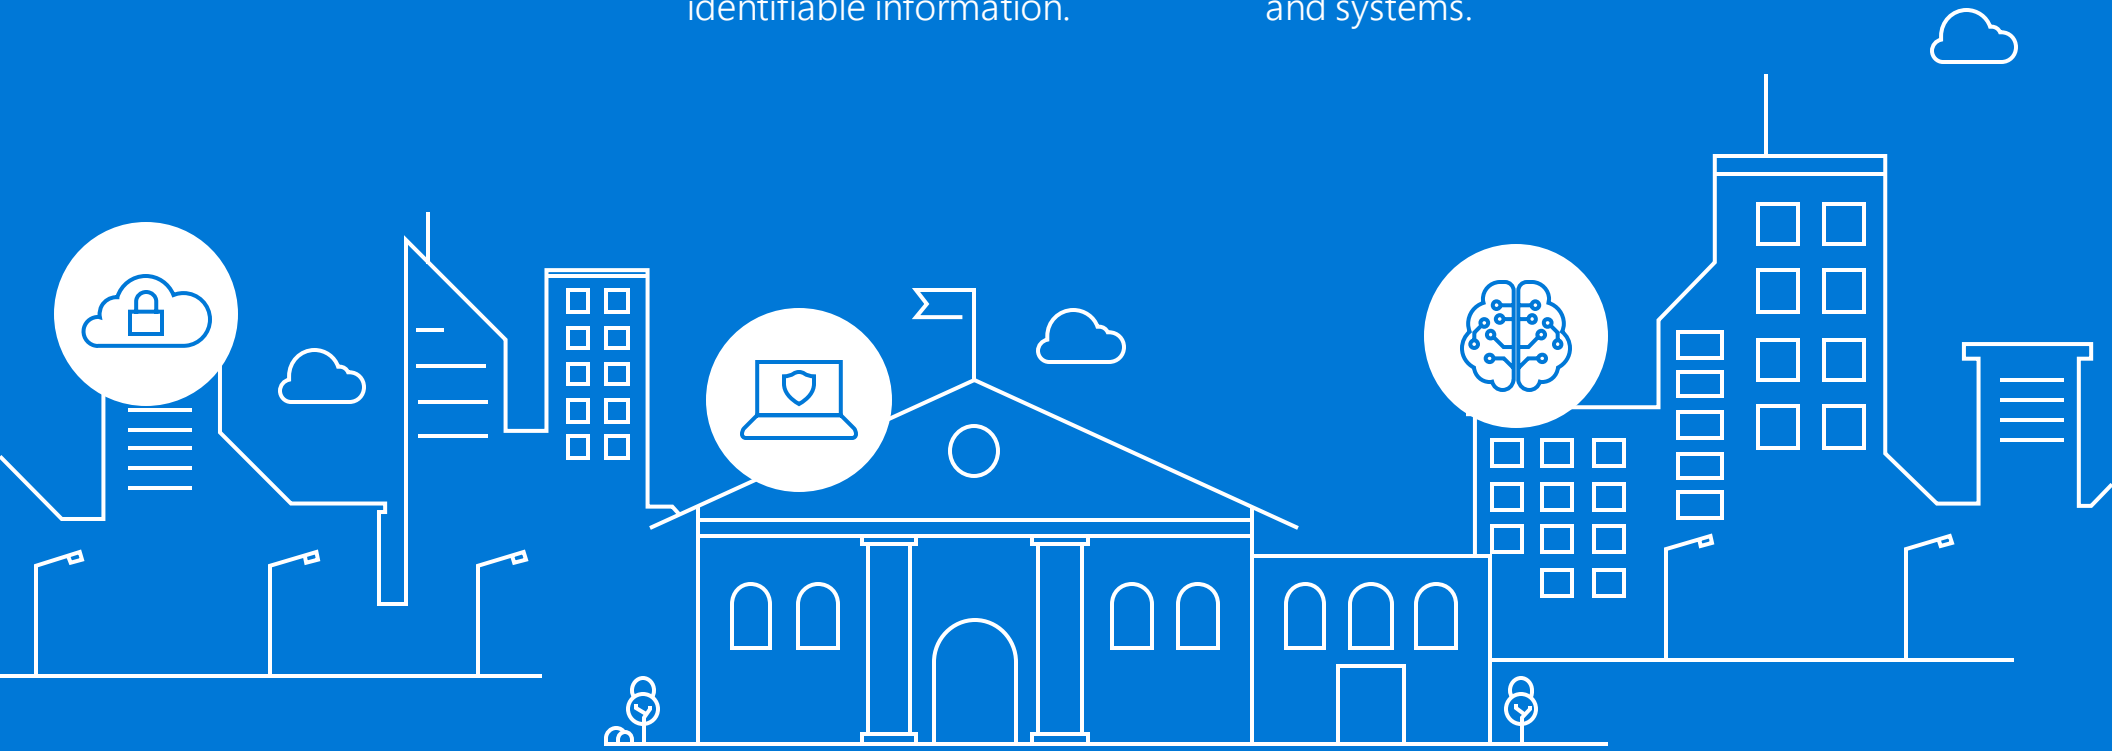 identifiable information.
and systems.